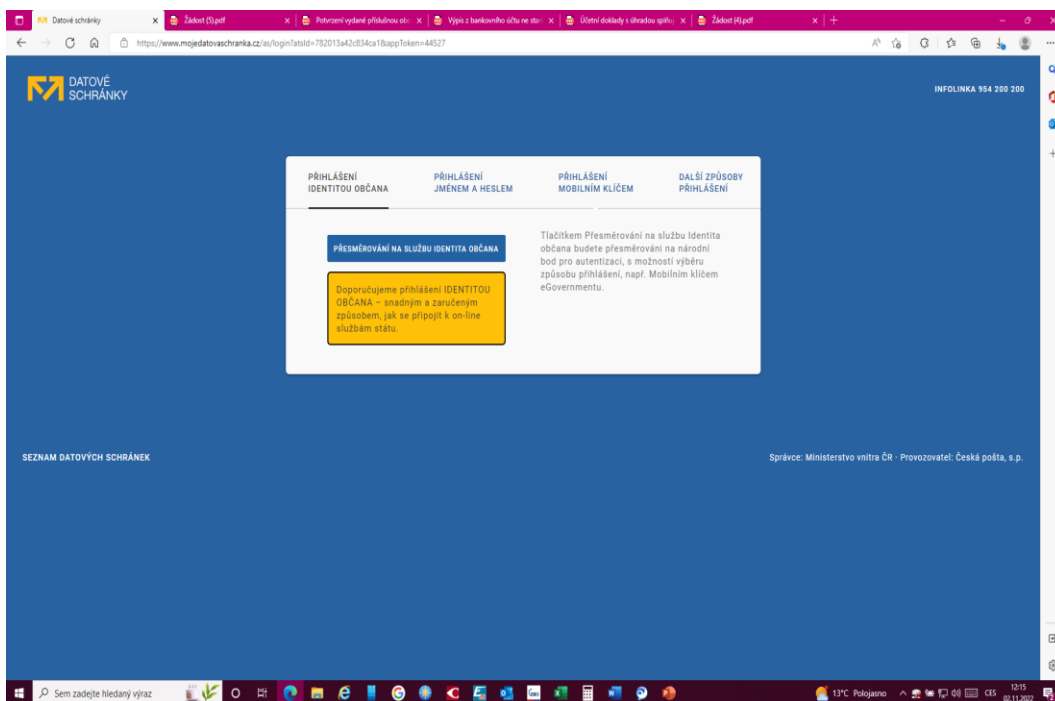 Datové schránky
Žádost (5).pdf
Potvrzení vydané příslušnou obc
Výpis z bankovního účtu ne star
Účetní doklady s úhradou splňuj
Žádost (4).pdf
https://www.mojedatovaschranka.cz/as/login?atsId=782013a42c834ca1&appToken=44527
DATOVÉ
SCHRÁNKY
INFOLINKA 954 200 200
PŘIHLÁŠENÍ
IDENTITOU OBČANA
PŘIHLÁŠENÍ
JMÉNEM A HESLEM
PŘIHLÁŠENÍ
MOBILNÍM KLÍČEM
DALŠÍ ZPŮSOBY
PŘIHLÁŠENÍ
PŘESMĚROVÁNÍ NA SLUŽBU IDENTITA OBČANA
Doporučujeme přihlášení IDENTITOU
OBČANA – snadným a zaručeným
způsobem, jak se připojit k on-line
službám státu.
Tlačítkem Přesměrování na službu Identita
občana budete přesměrováni na národní
bod pro autentizaci, s možností výběru
způsobu přihlášení, např. Mobilním klíčem
eGovernmentu.
SEZNAM DATOVÝCH SCHRÁNEK
Správce: Ministerstvo vnitra ČR · Provozovatel: Česká pošta, s.p.
Sem zadejte hledaný výraz
13°C Polojasno
CES
12:15
02.11.2022